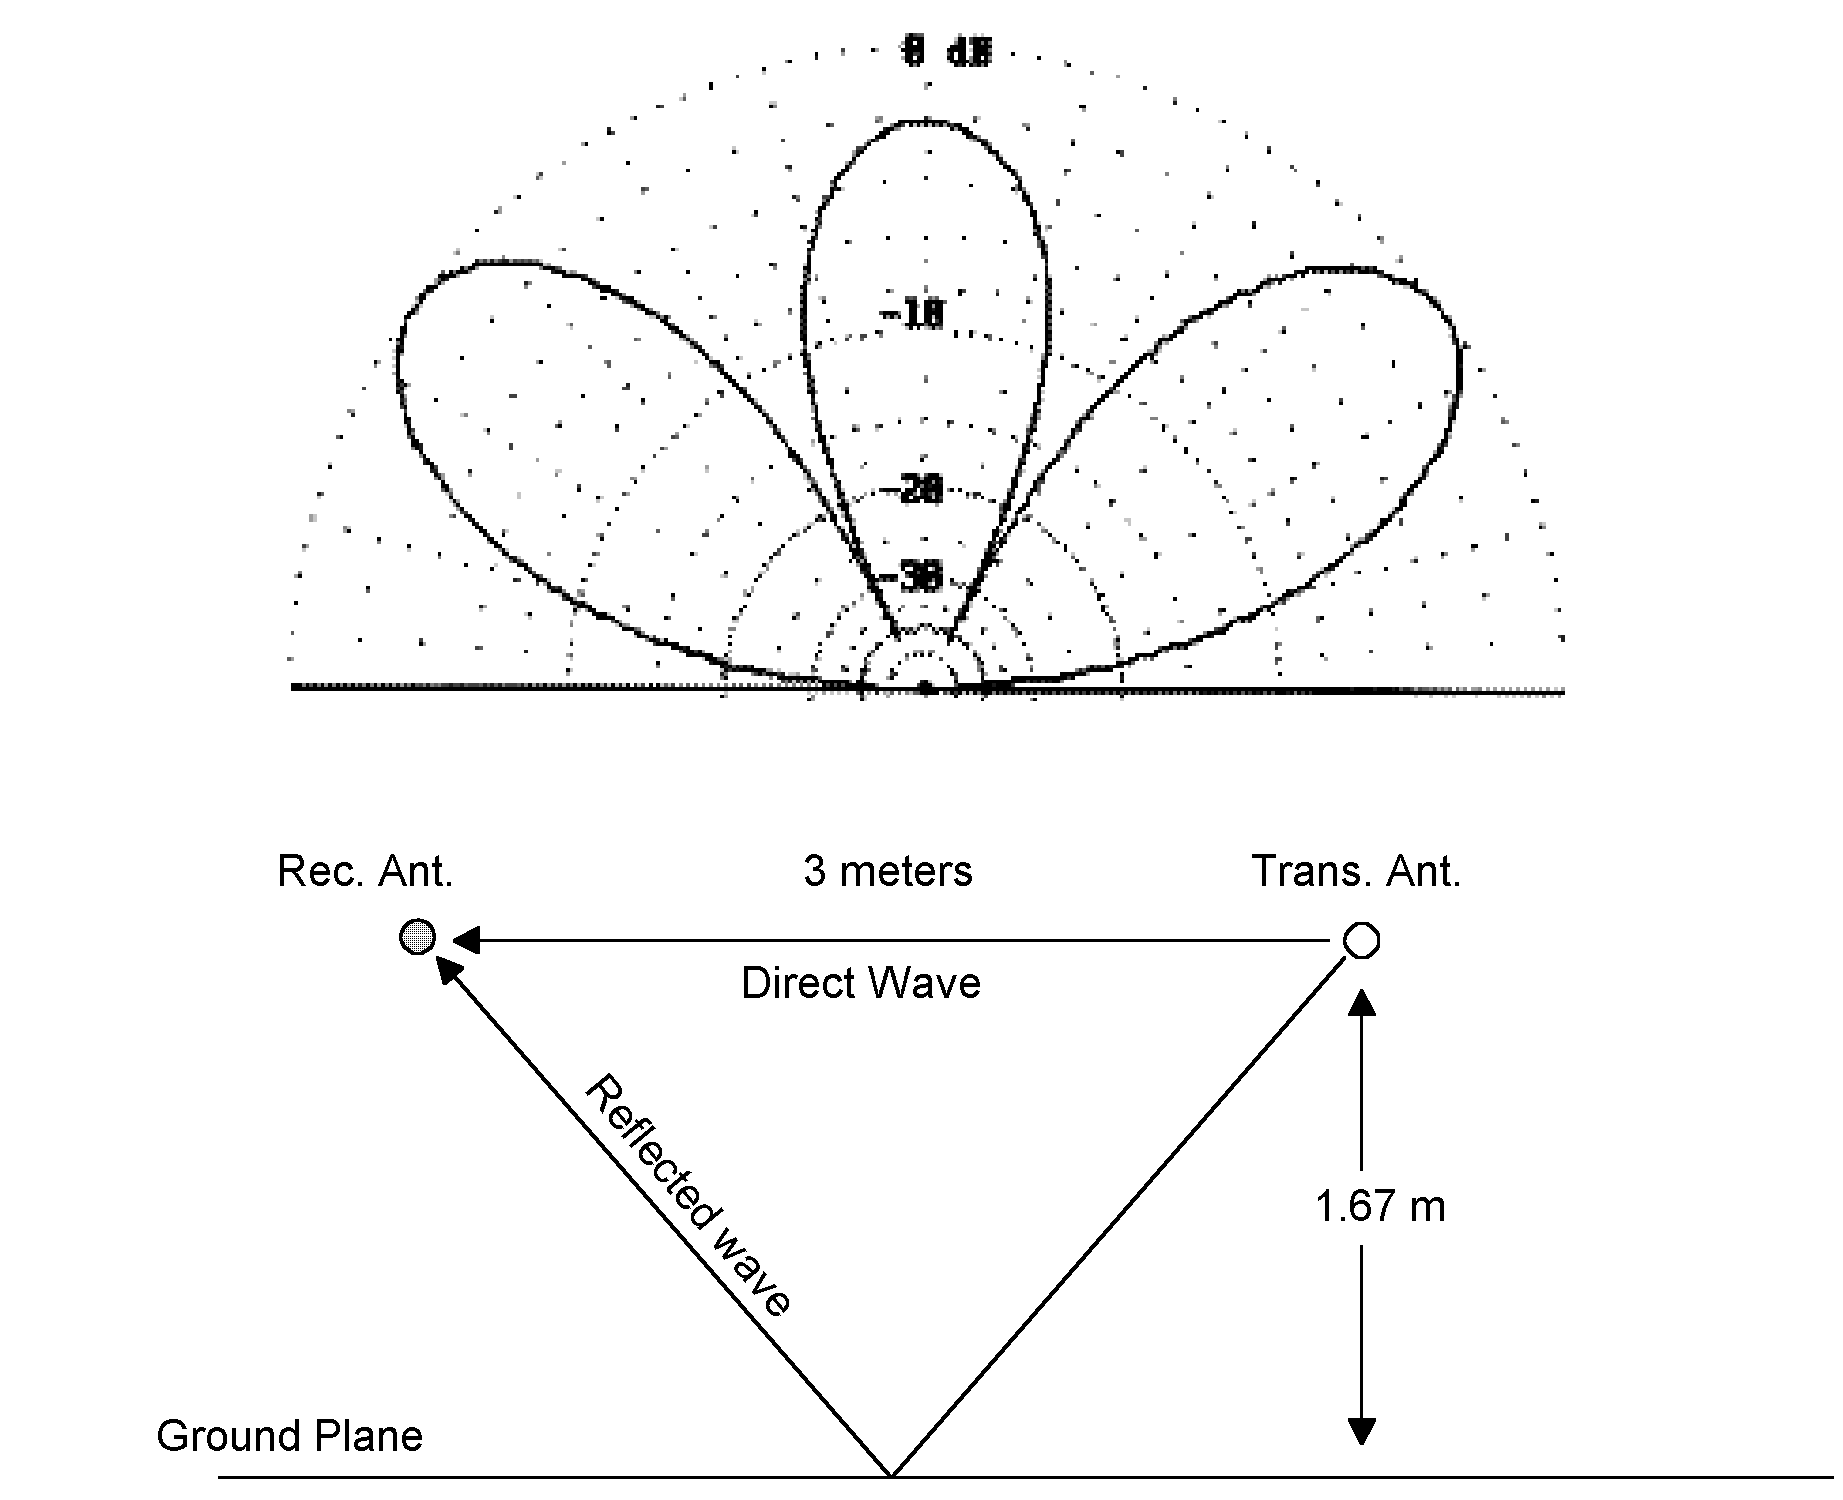 0 dB
-10
-20
-30
Rec. Ant.
3 meters
Trans. Ant.
Direct Wave
Reflected wave
1.67 m
Ground Plane